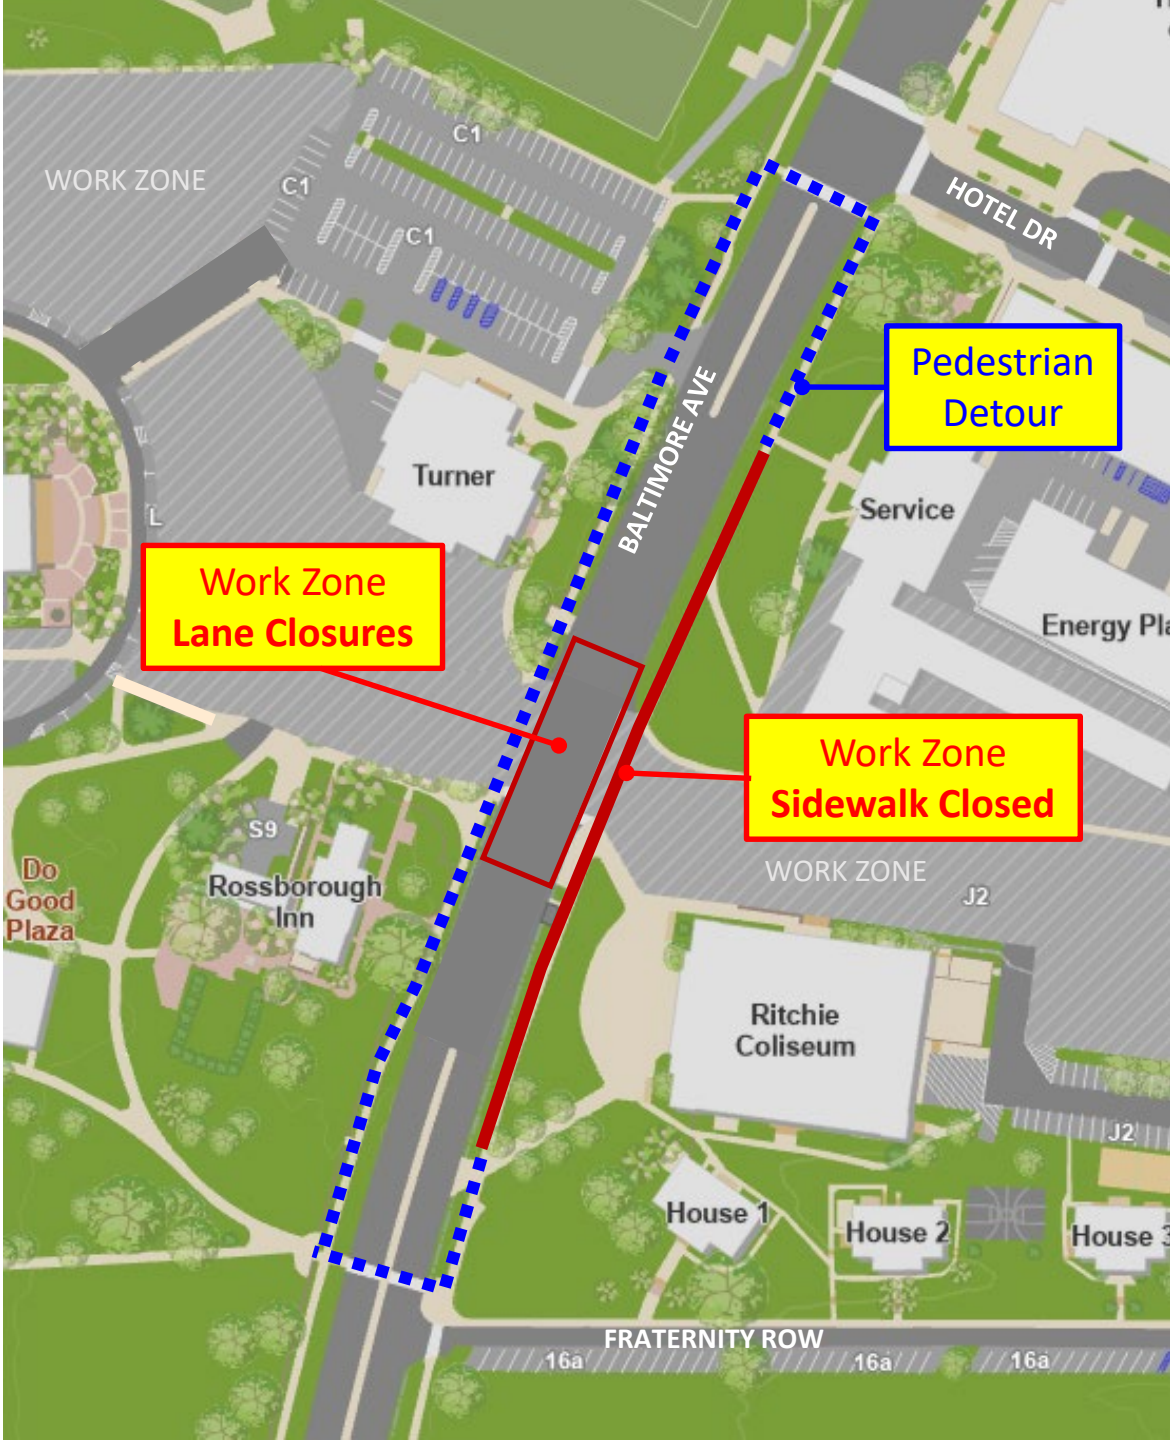 C1
WORK ZONE
C1
HOTEL DR
C1
Pedestrian
Detour
BALTIMORE AVE
Turner
Service
L
Work Zone
Lane Closures
Energy Pla
Work Zone
Sidewalk Closed
S9
WORK ZONE
Do
Good
Plaza
Rossborough
Inn
J2
Ritchie
Coliseum
J2
House 1
House 2
House 3
FRATERNITY ROW
16a
16a
16a